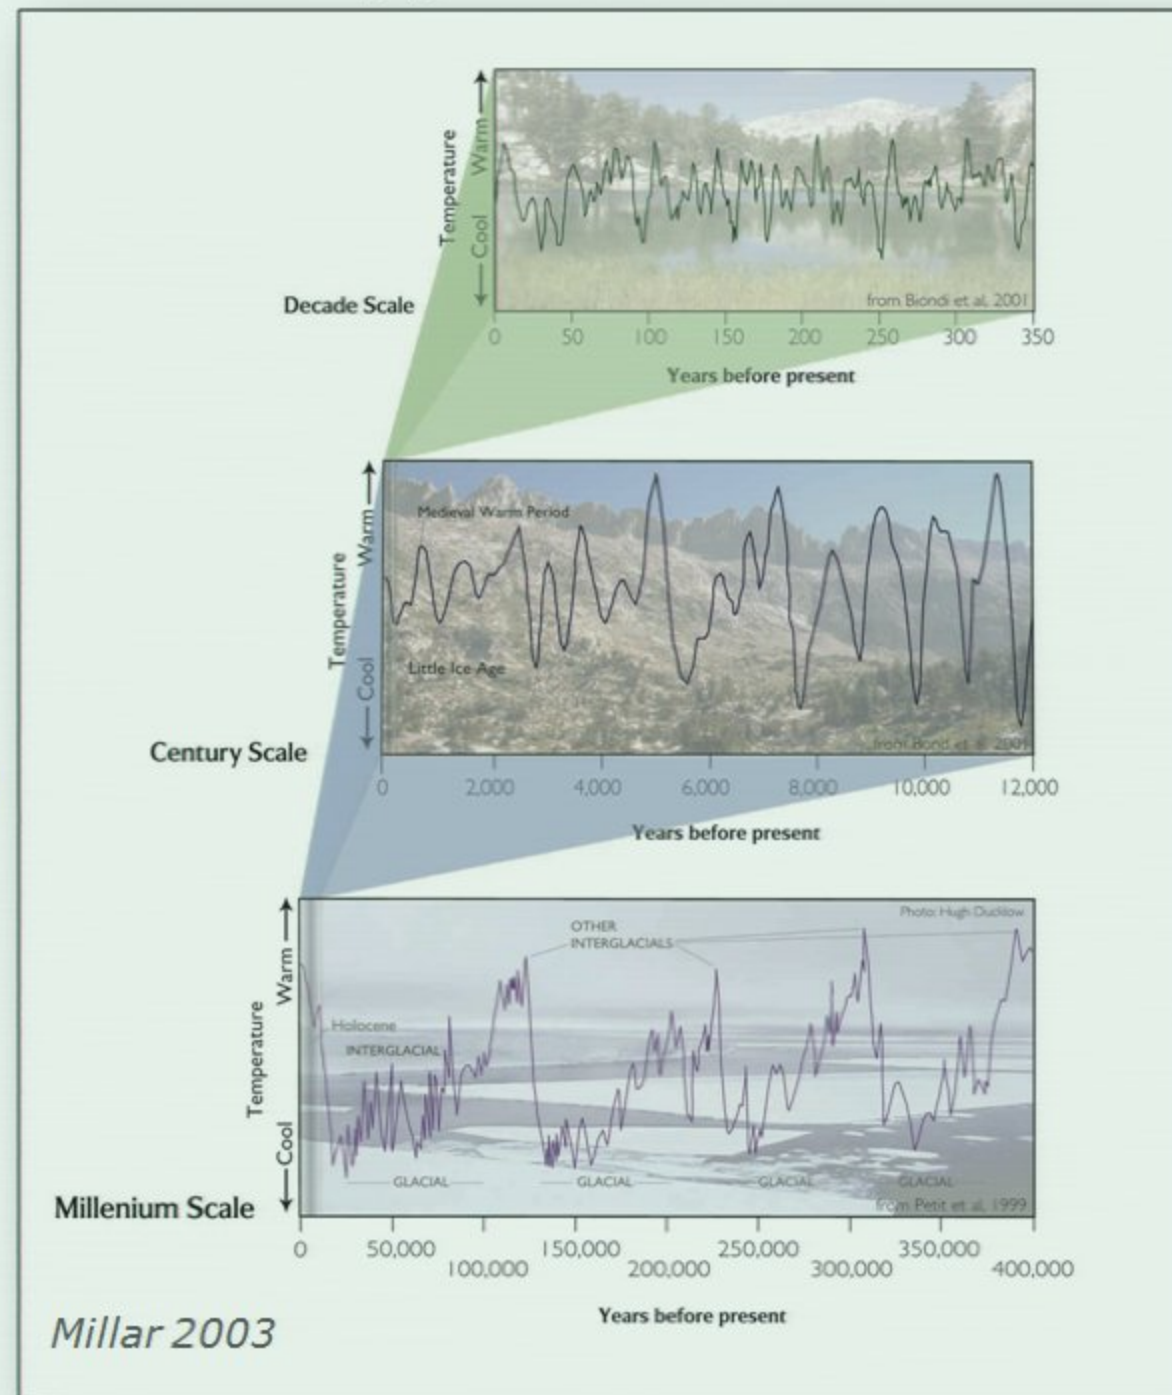 Temperature
Warm
Cool
from Biondi et al, 2001
Decade Scale
0 50 100 150 200 250 300 350
Years before present
Temperature
Warm
Cool
Medieval Warm Period
Little Ice Age
Century Scale
0 2,000 4,000 6,000 8,000 10,000 12,000
Years before present
Temperature
Warm
Cool
Photo: Hugh Ducklow
OTHER
INTERGLACIALS
Holocene
INTERGLACIAL
GLACIAL GLACIAL GLACIAL GLACIAL
from Petit et al, 1999
Millenium Scale
0 50,000 150,000 250,000 350,000
100,000 200,000 300,000 400,000
Years before present
Millar 2003